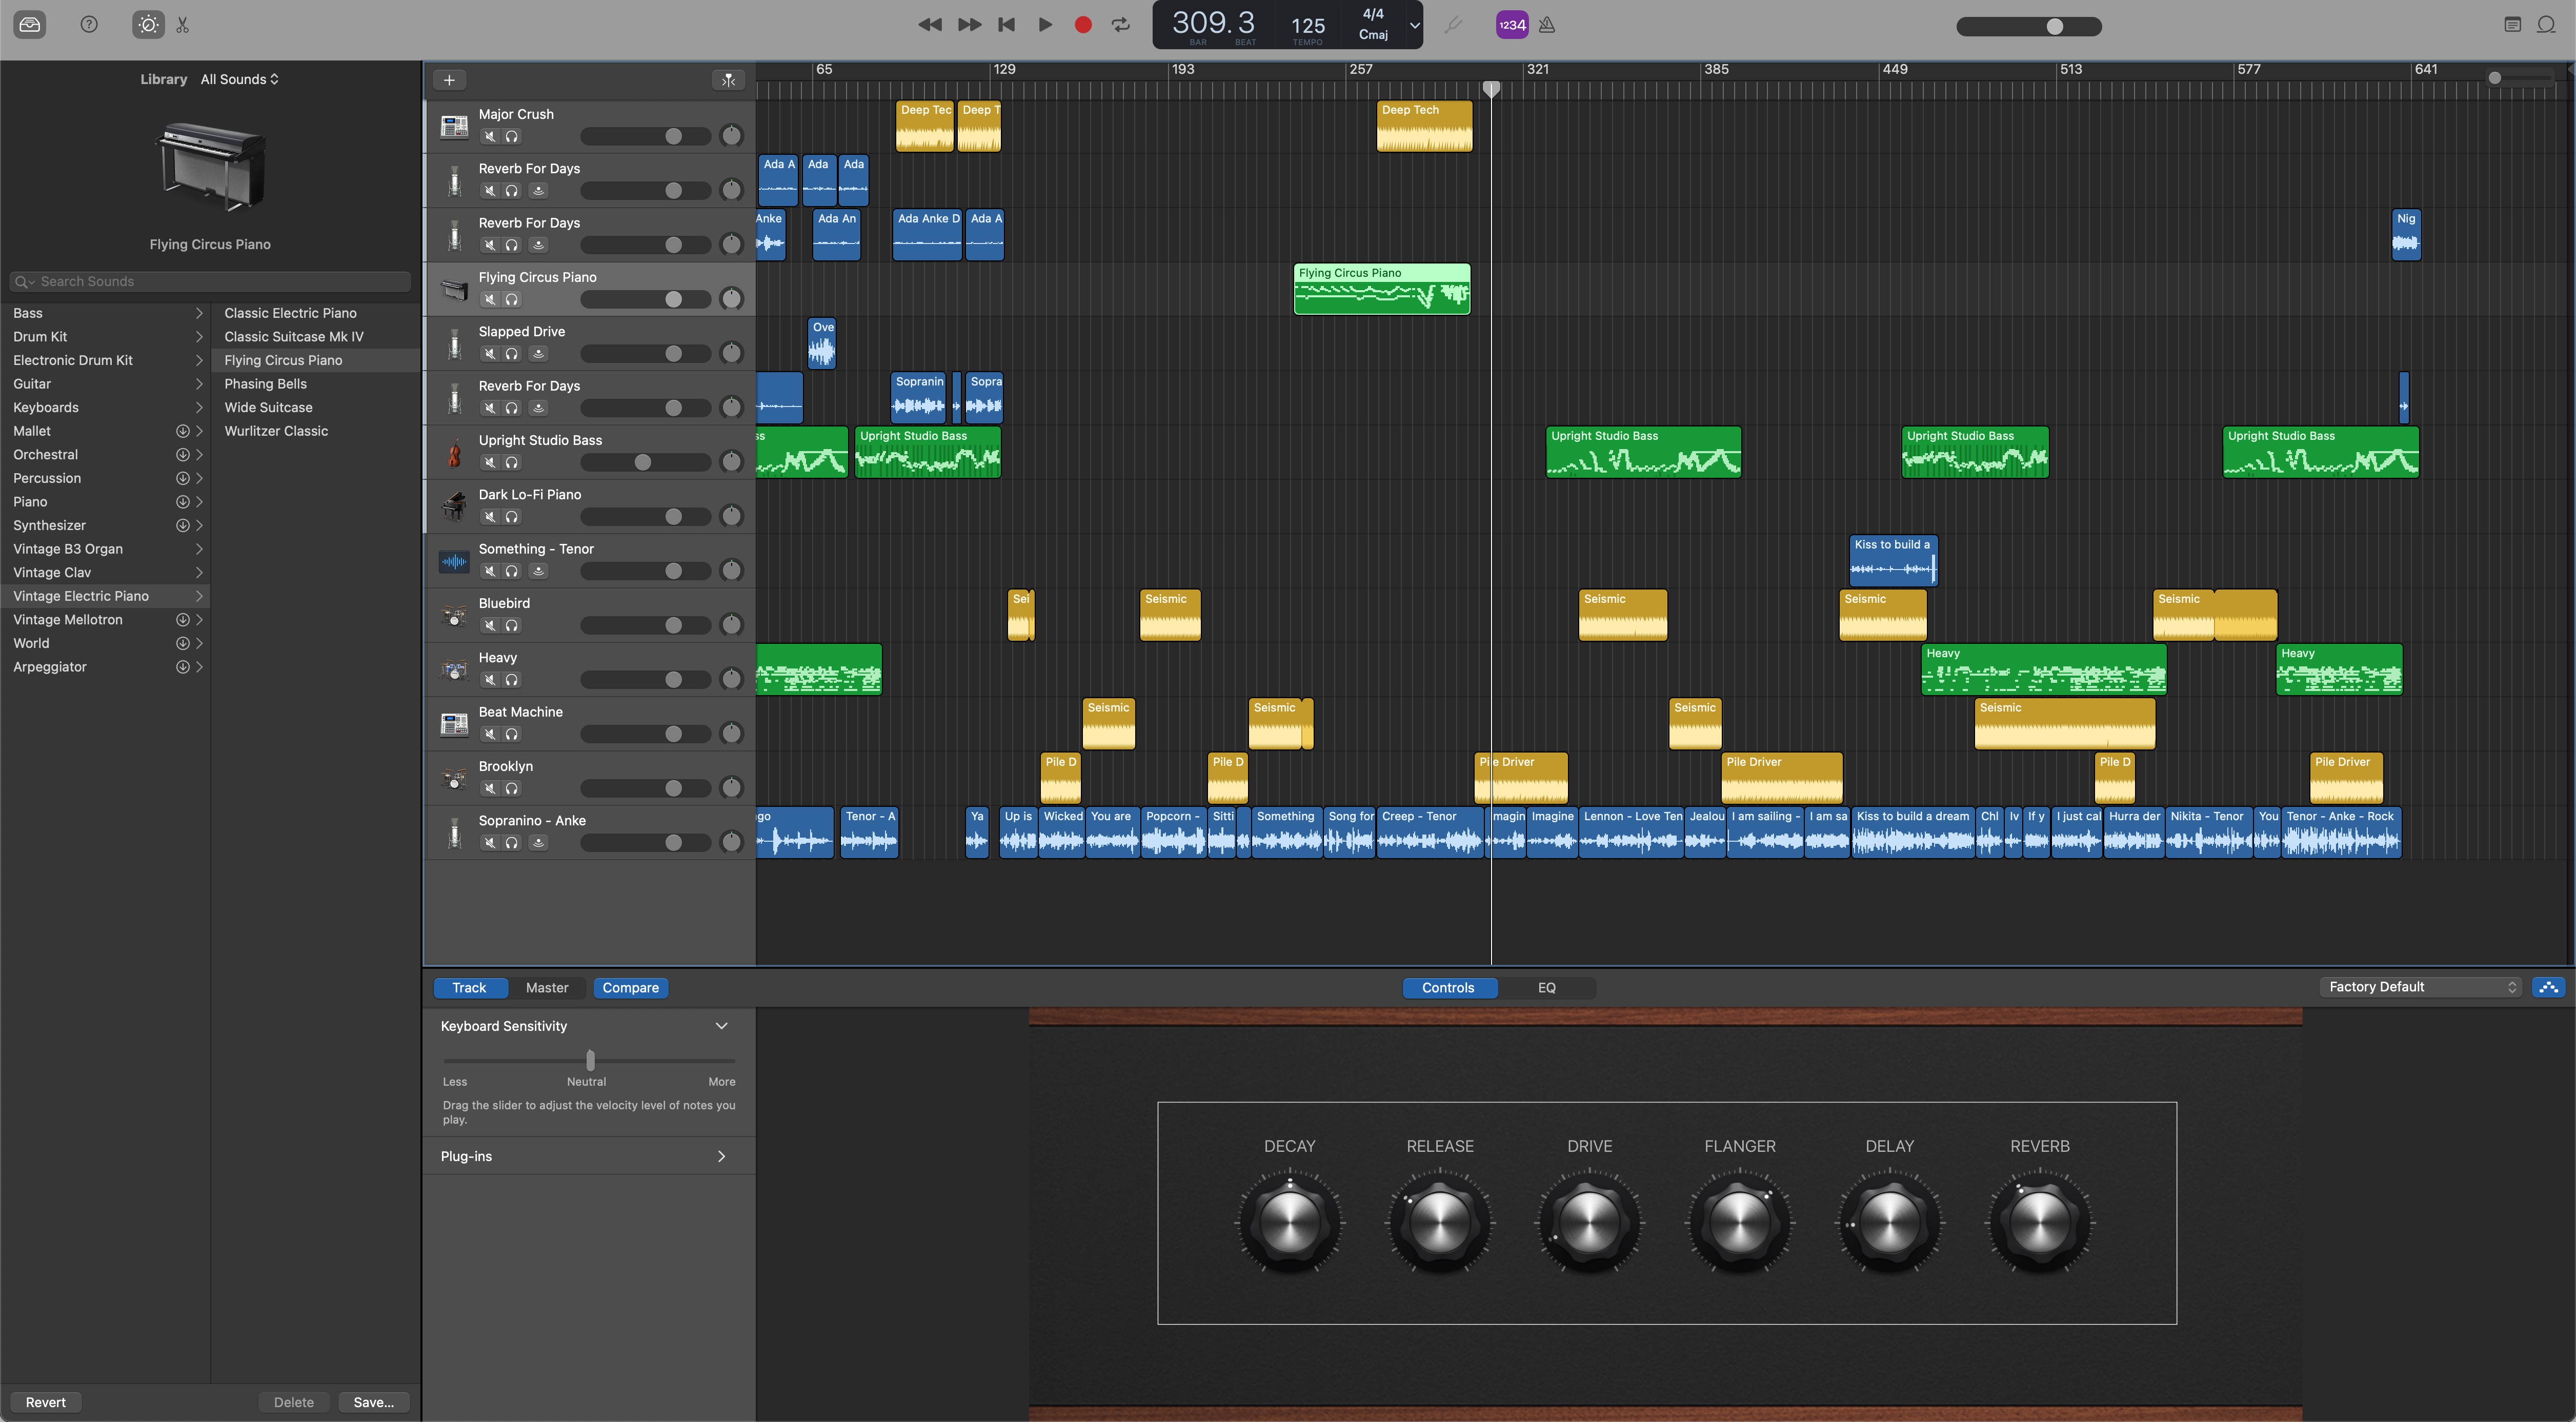 309.3
BAR BEAT
125
TEMPO
4/4
Cmaj
1234
Library All Sounds
Flying Circus Piano
Search Sounds
Bass
Drum Kit
Electronic Drum Kit
Guitar
Keyboards
Mallet
Orchestral
Percussion
Piano
Synthesizer
Vintage B3 Organ
Vintage Clav
Vintage Electric Piano
Vintage Mellotron
World
Arpeggiator
Classic Electric Piano
Classic Suitcase Mk IV
Flying Circus Piano
Phasing Bells
Wide Suitcase
Wurlitzer Classic
Revert Delete Save...
65 129 193 257 321 385 449 513 577 641
Major Crush
Deep Tec Deep T Deep Tech
Reverb For Days
Ada A Ada Ada
Reverb For Days
Anke Ada An Ada Anke D Ada A Nig
Flying Circus Piano
Flying Circus Piano
Slapped Drive
Ove
Reverb For Days
Sopranin Sopra
Upright Studio Bass
ss Upright Studio Bass Upright Studio Bass Upright Studio Bass Upright Studio Bass
Dark Lo-Fi Piano
Something - Tenor
Kiss to build a
Bluebird
Sei Seismic Seismic Seismic Seismic
Heavy
Heavy Heavy
Beat Machine
Seismic Seismic Seismic Seismic
Brooklyn
Pile D Pile D Pile Driver Pile Driver Pile D Pile Driver
Sopranino - Anke
go Tenor - A Ya Up is Wicked You are Popcorn - Sitti Something Song for Creep - Tenor magin Imagine Lennon - Love Ten Jealou I am sailing - I am sa Kiss to build a dream Chl Iv If y I just cal Hurra der Nikita - Tenor You Tenor - Anke - Rock
Track Master Compare
Controls EQ
Factory Default
Keyboard Sensitivity
Less Neutral More
Drag the slider to adjust the velocity level of notes you
play.
Plug-ins
DECAY RELEASE DRIVE FLANGER DELAY REVERB